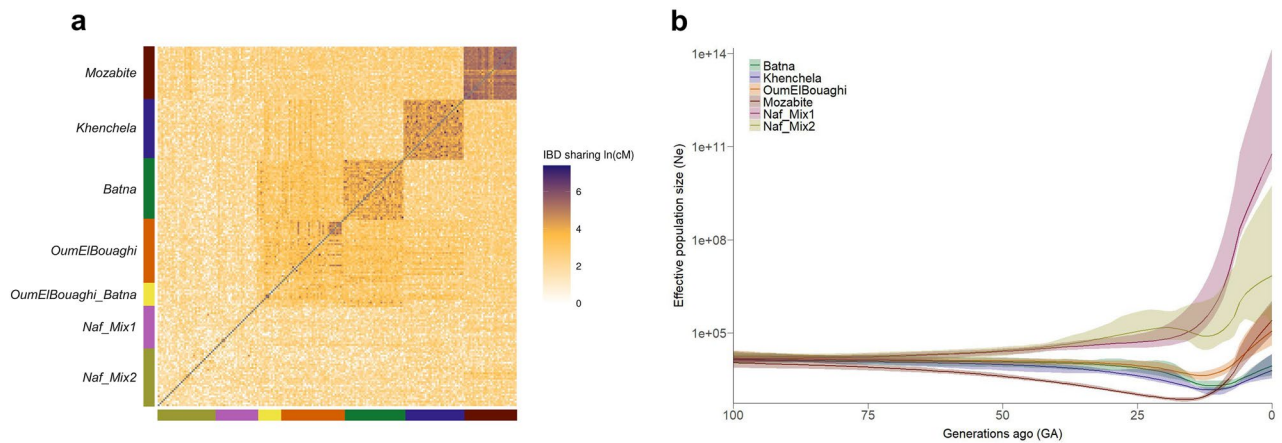 a
Mozabite
Khenchela
Batna
OumElBouaghi
OumElBouaghi_Batna
Naf_Mix1
Naf_Mix2
IBD sharing ln(cM)
6
4
2
0
b
Effective population size (Ne)
1e+14
1e+11
1e+08
1e+05
Batna
Khenchela
OumElBouaghi
Mozabite
Naf_Mix1
Naf_Mix2
100 75 50 25 0
Generations ago (GA)